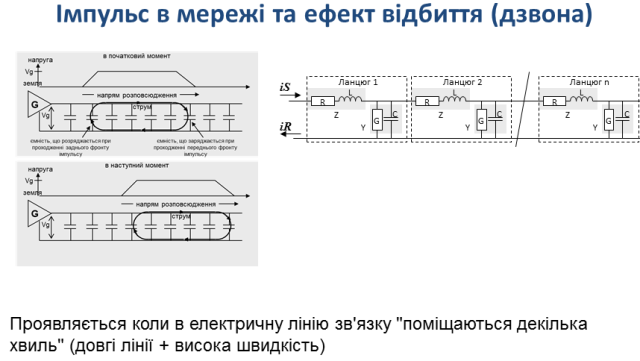 Імпульс в мережі та ефект відбиття (дзвона)
в початковий момент
напруга
Vg
земля
напрям розповсюдження
струм
G
Vg
ємність, що розряджається при
проходженні заднього фронту
імпульсу
ємність, що заряджається при
проходженні переднього фронту
імпульсу
в наступний момент
напруга
Vg
земля
напрям розповсюдження
струм
G
Vg
iS
iR
Ланцюг 1
R
L
Z
Y
G
C
Ланцюг 2
R
L
Z
Y
G
C
Ланцюг n
R
L
Z
Y
G
C
Проявляється коли в електричну лінію зв'язку "поміщаються декілька
хвиль" (довгі лінії + висока швидкість)